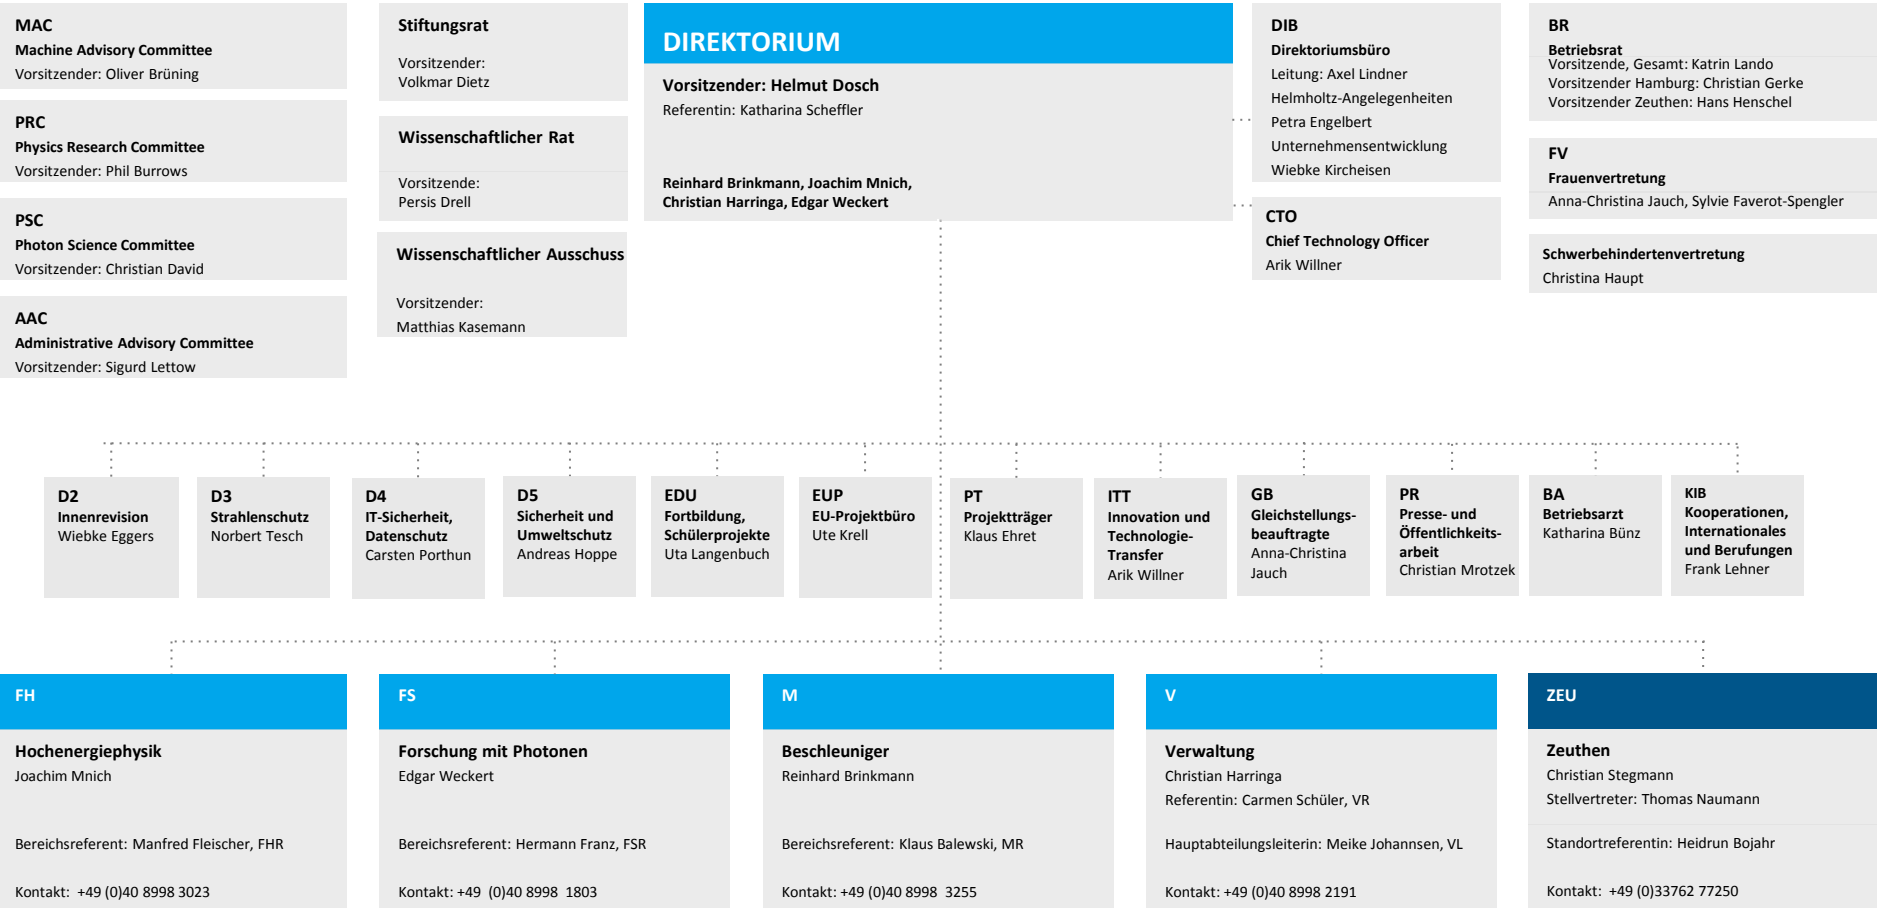 MAC
Machine Advisory Committee
Vorsitzender: Oliver Brüning
PRC
Physics Research Committee
Vorsitzender: Phil Burrows
PSC
Photon Science Committee
Vorsitzender: Christian David
AAC
Administrative Advisory Committee
Vorsitzender: Sigurd Lettow
Stiftungsrat
Vorsitzender:
Volkmar Dietz
Wissenschaftlicher Rat
Vorsitzende:
Persis Drell
Wissenschaftlicher Ausschuss
Vorsitzender:
Matthias Kasemann
DIREKTORIUM
Vorsitzender: Helmut Dosch
Referentin: Katharina Scheffler
Reinhard Brinkmann, Joachim Mnich,
Christian Harringa, Edgar Weckert
DIB
Direktoriumsbüro
Leitung: Axel Lindner
Helmholtz-Angelegenheiten
Petra Engelbert
Unternehmensentwicklung
Wiebke Kircheisen
CTO
Chief Technology Officer
Arik Willner
BR
Betriebsrat
Vorsitzende, Gesamt: Katrin Lando
Vorsitzender Hamburg: Christian Gerke
Vorsitzender Zeuthen: Hans Henschel
FV
Frauenvertretung
Anna-Christina Jauch, Sylvie Faverot-Spengler
Schwerbehindertenvertretung
Christina Haupt
D2
Innenrevision
Wiebke Eggers
D3
Strahlenschutz
Norbert Tesch
D4
IT-Sicherheit,
Datenschutz
Carsten Porthun
D5
Sicherheit und
Umweltschutz
Andreas Hoppe
EDU
Fortbildung,
Schülerprojekte
Uta Langenbuch
EUP
EU-Projektbüro
Ute Krell
PT
Projektträger
Klaus Ehret
ITT
Innovation und
Technologie-
Transfer
Arik Willner
GB
Gleichstellungs-
beauftragte
Anna-Christina
Jauch
PR
Presse- und
Öffentlichkeits-
arbeit
Christian Mrotzek
BA
Betriebsarzt
Katharina Bünz
KIB
Kooperationen,
Internationales
und Berufungen
Frank Lehner
FH
Hochenergiephysik
Joachim Mnich
Bereichsreferent: Manfred Fleischer, FHR
Kontakt: +49 (0)40 8998 3023
FS
Forschung mit Photonen
Edgar Weckert
Bereichsreferent: Hermann Franz, FSR
Kontakt: +49 (0)40 8998 1803
M
Beschleuniger
Reinhard Brinkmann
Bereichsreferent: Klaus Balewski, MR
Kontakt: +49 (0)40 8998 3255
V
Verwaltung
Christian Harringa
Referentin: Carmen Schüler, VR
Hauptabteilungsleiterin: Meike Johannsen, VL
Kontakt: +49 (0)40 8998 2191
ZEU
Zeuthen
Christian Stegmann
Stellvertreter: Thomas Naumann
Standortreferentin: Heidrun Bojahr
Kontakt: +49 (0)33762 77250